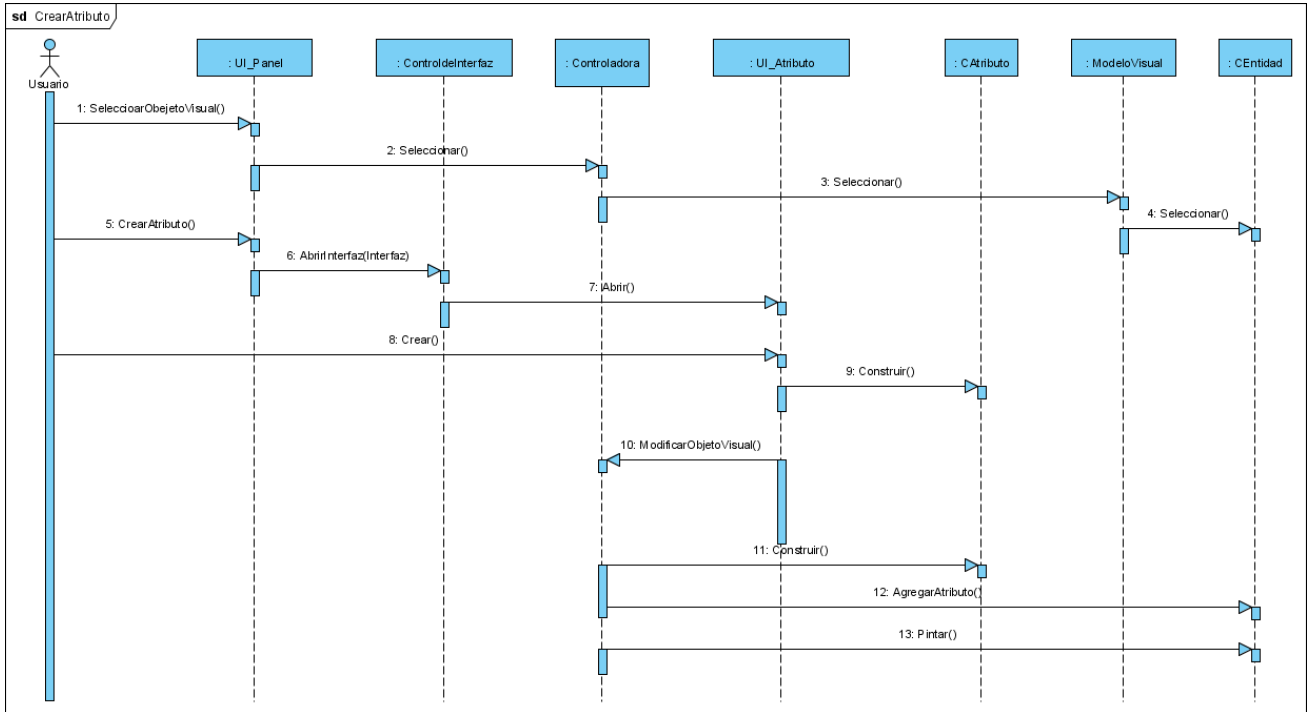 sd CrearAtributo
Usuario
: UI_Panel
: ControldeInterfaz
: Controladora
: UI_Atributo
: CAtributo
: ModeloVisual
: CEntidad
1: SeleccioarObejetoVisual()
2: Seleccionar()
3: Seleccionar()
4: Seleccionar()
5: CrearAtributo()
6: AbrirInterfaz(Interfaz)
7: IAbrir()
8: Crear()
9: Construir()
10: ModificarObjetoVisual()
11: Construir()
12: AgregarAtributo()
13: Pintar()